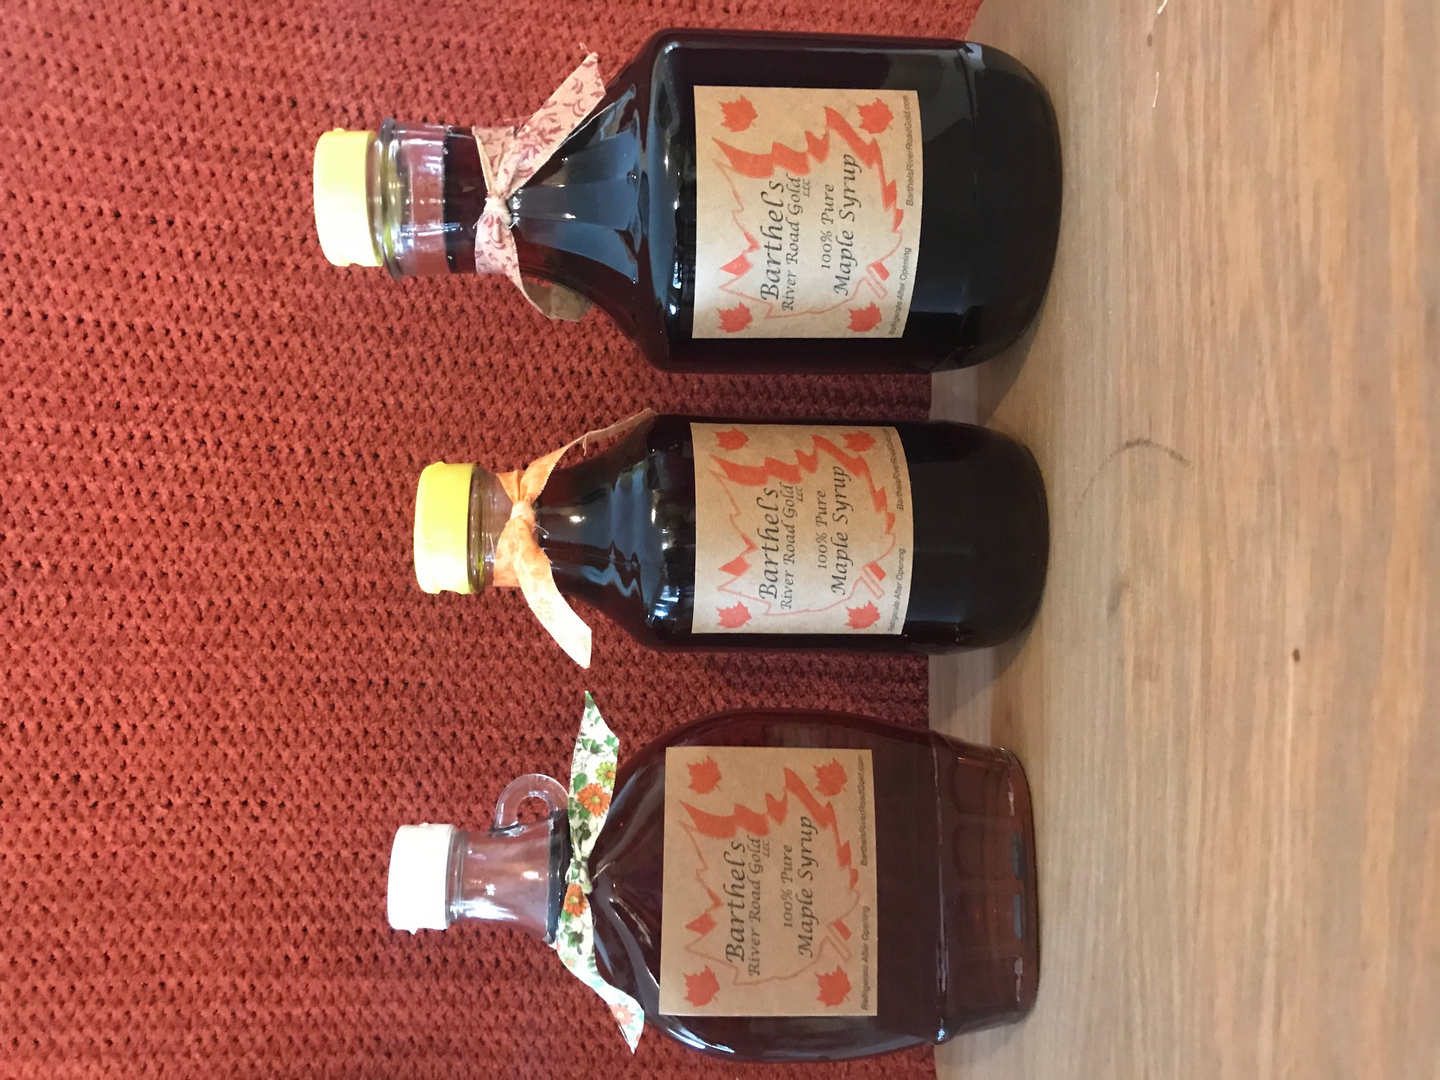 Barthel's
River Road Gold
LLC
100% Pure
Maple Syrup
Refrigerate After Opening
BarthelsRiverRoadGold.com
Barthel's
River Road Gold
LLC
100% Pure
Maple Syrup
Refrigerate After Opening
BarthelsRiverRoadGold.com
Barthel's
River Road Gold
LLC
100% Pure
Maple Syrup
Refrigerate After Opening
BarthelsRiverRoadGold.com